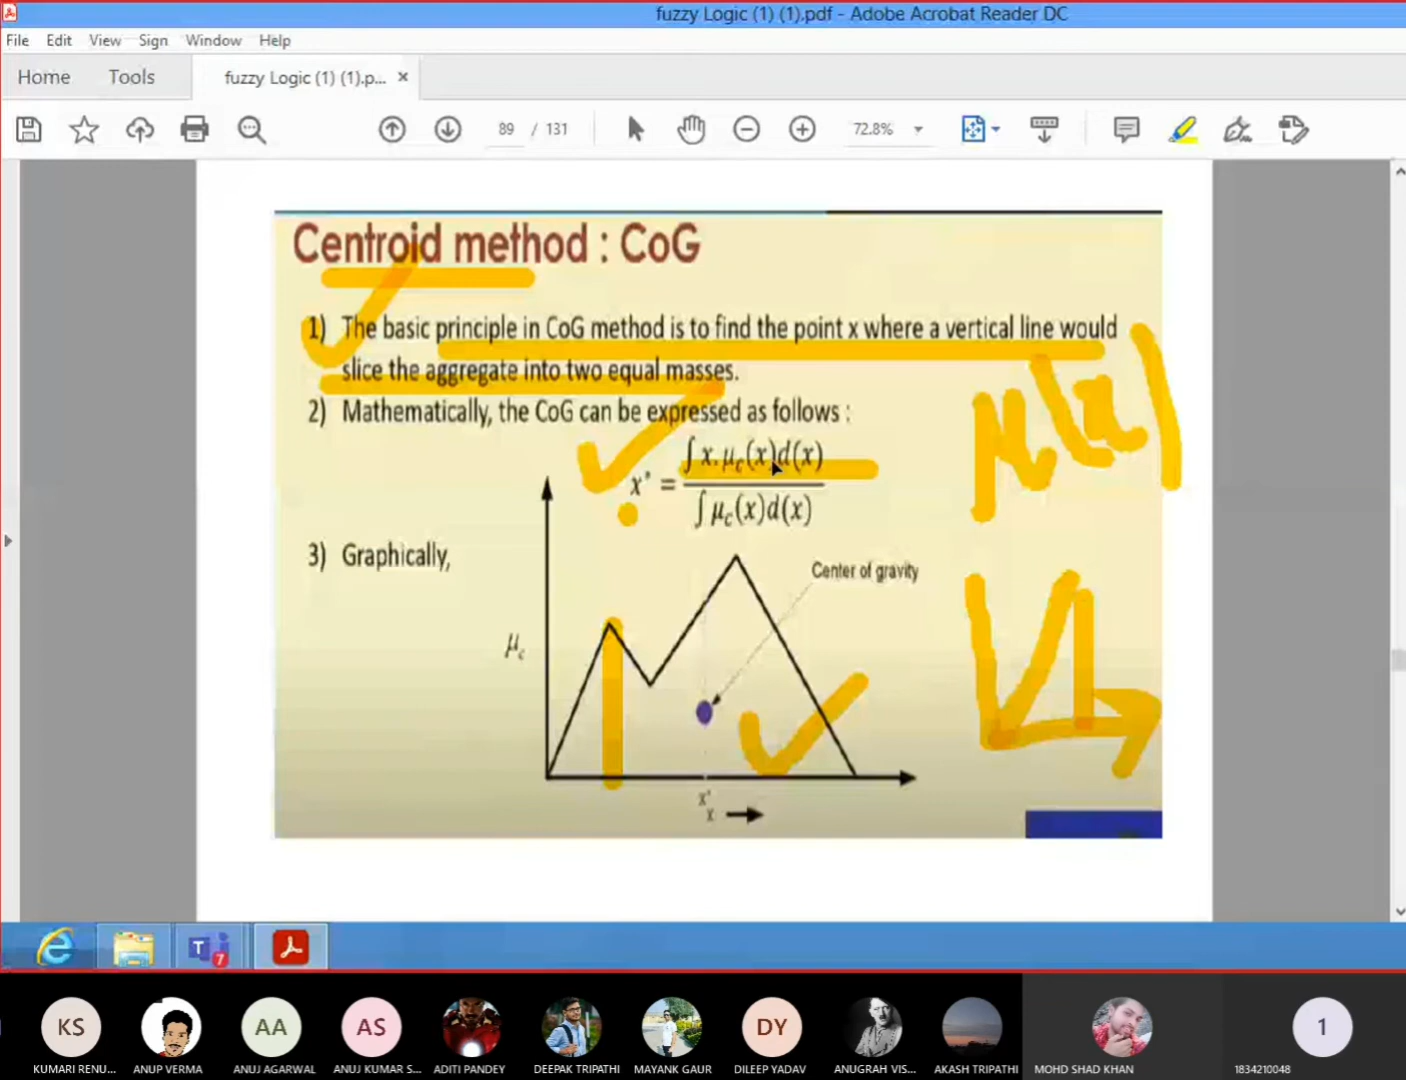 fuzzy Logic (1) (1).pdf - Adobe Acrobat Reader DC
File Edit View Sign Window Help
Home Tools fuzzy Logic (1) (1).p... ×
89 / 131 72.8%
Centroid method : CoG
1) The basic principle in CoG method is to find the point x where a vertical line would
slice the aggregate into two equal masses.
2) Mathematically, the CoG can be expressed as follows :
x* = ∫ x. μc(x)d(x) / ∫ μc(x)d(x)
μ(x)
3) Graphically,
Center of gravity
μc
x*
x
7
KS AA AS DY 1
KUMARI RENU... ANUP VERMA ANUJ AGARWAL ANUJ KUMAR S... ADITI PANDEY DEEPAK TRIPATHI MAYANK GAUR DILEEP YADAV ANUGRAH VIS... AKASH TRIPATHI MOHD SHAD KHAN 1834210048